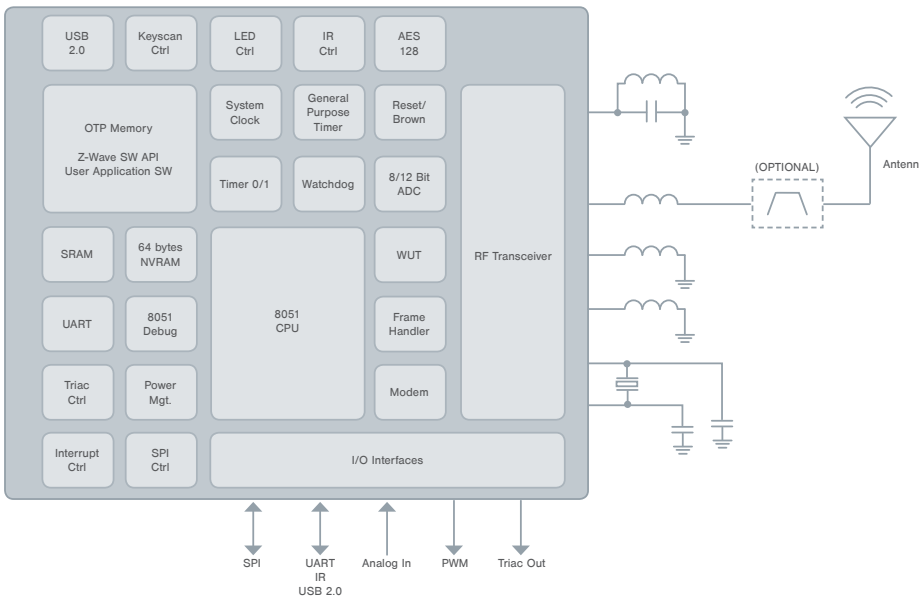 USB
2.0
Keyscan
Ctrl
LED
Ctrl
IR
Ctrl
AES
128
OTP Memory
Z-Wave SW API
User Application SW
System
Clock
General
Purpose
Timer
Reset/
Brown
Timer 0/1
Watchdog
8/12 Bit
ADC
(OPTIONAL)
Antenn
SRAM
64 bytes
NVRAM
8051
CPU
WUT
RF Transceiver
UART
8051
Debug
Frame
Handler
Triac
Ctrl
Power
Mgt.
Modem
Interrupt
Ctrl
SPI
Ctrl
I/O Interfaces
SPI
UART
IR
USB 2.0
Analog In
PWM
Triac Out